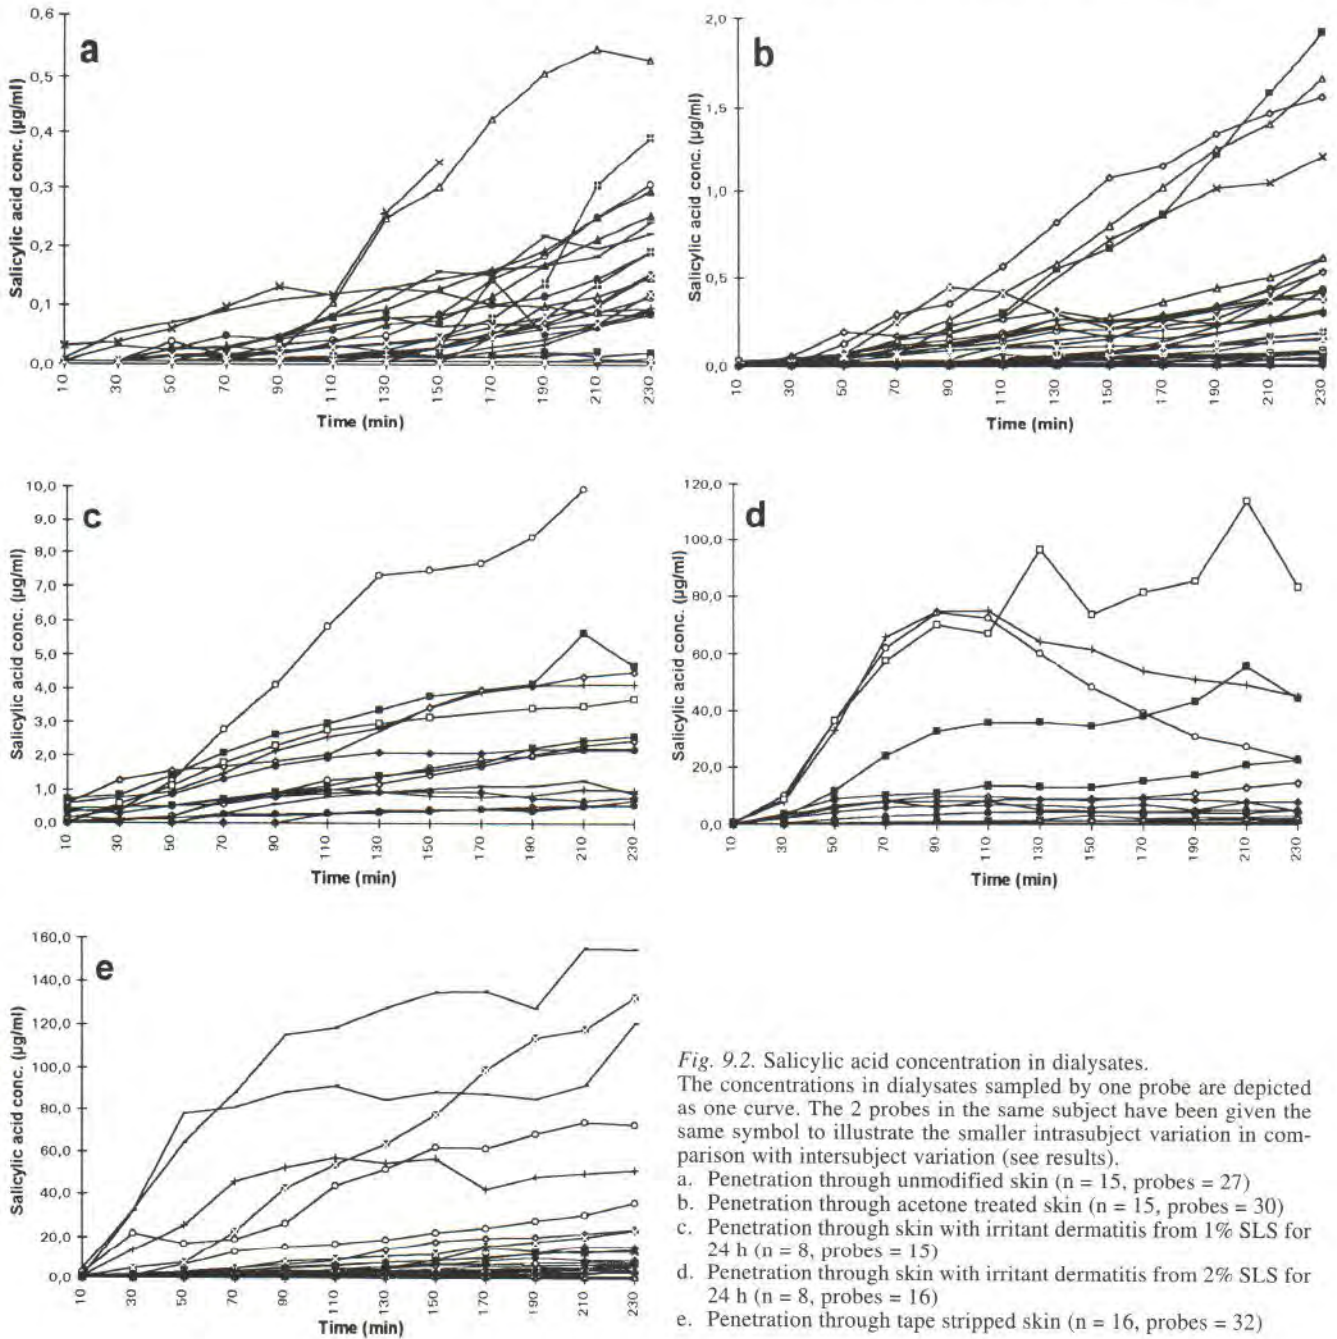 a
Salicylic acid conc. (µg/ml)
0,6
0,5
0,4
0,3
0,2
0,1
0,0
10 30 50 70 90 110 130 150 170 190 210 230
Time (min)
b
Salicylic acid conc. (µg/ml)
2,0
1,5
1,0
0,5
0,0
10 30 50 70 90 110 130 150 170 190 210 230
Time (min)
c
Salicylic acid conc. (µg/ml)
10,0
9,0
8,0
7,0
6,0
5,0
4,0
3,0
2,0
1,0
0,0
10 30 50 70 90 110 130 150 170 190 210 230
Time (min)
d
Salicylic acid conc. (µg/ml)
120,0
100,0
80,0
60,0
40,0
20,0
0,0
10 30 50 70 90 110 130 150 170 190 210 230
Time (min)
e
Salicylic acid conc. (µg/ml)
160,0
140,0
120,0
100,0
80,0
60,0
40,0
20,0
0,0
10 30 50 70 90 110 130 150 170 190 210 230
Time (min)
Fig. 9.2. Salicylic acid concentration in dialysates.
The concentrations in dialysates sampled by one probe are depicted
as one curve. The 2 probes in the same subject have been given the
same symbol to illustrate the smaller intrasubject variation in com-
parison with intersubject variation (see results).
a. Penetration through unmodified skin (n = 15, probes = 27)
b. Penetration through acetone treated skin (n = 15, probes = 30)
c. Penetration through skin with irritant dermatitis from 1% SLS for
24 h (n = 8, probes = 15)
d. Penetration through skin with irritant dermatitis from 2% SLS for
24 h (n = 8, probes = 16)
e. Penetration through tape stripped skin (n = 16, probes = 32)